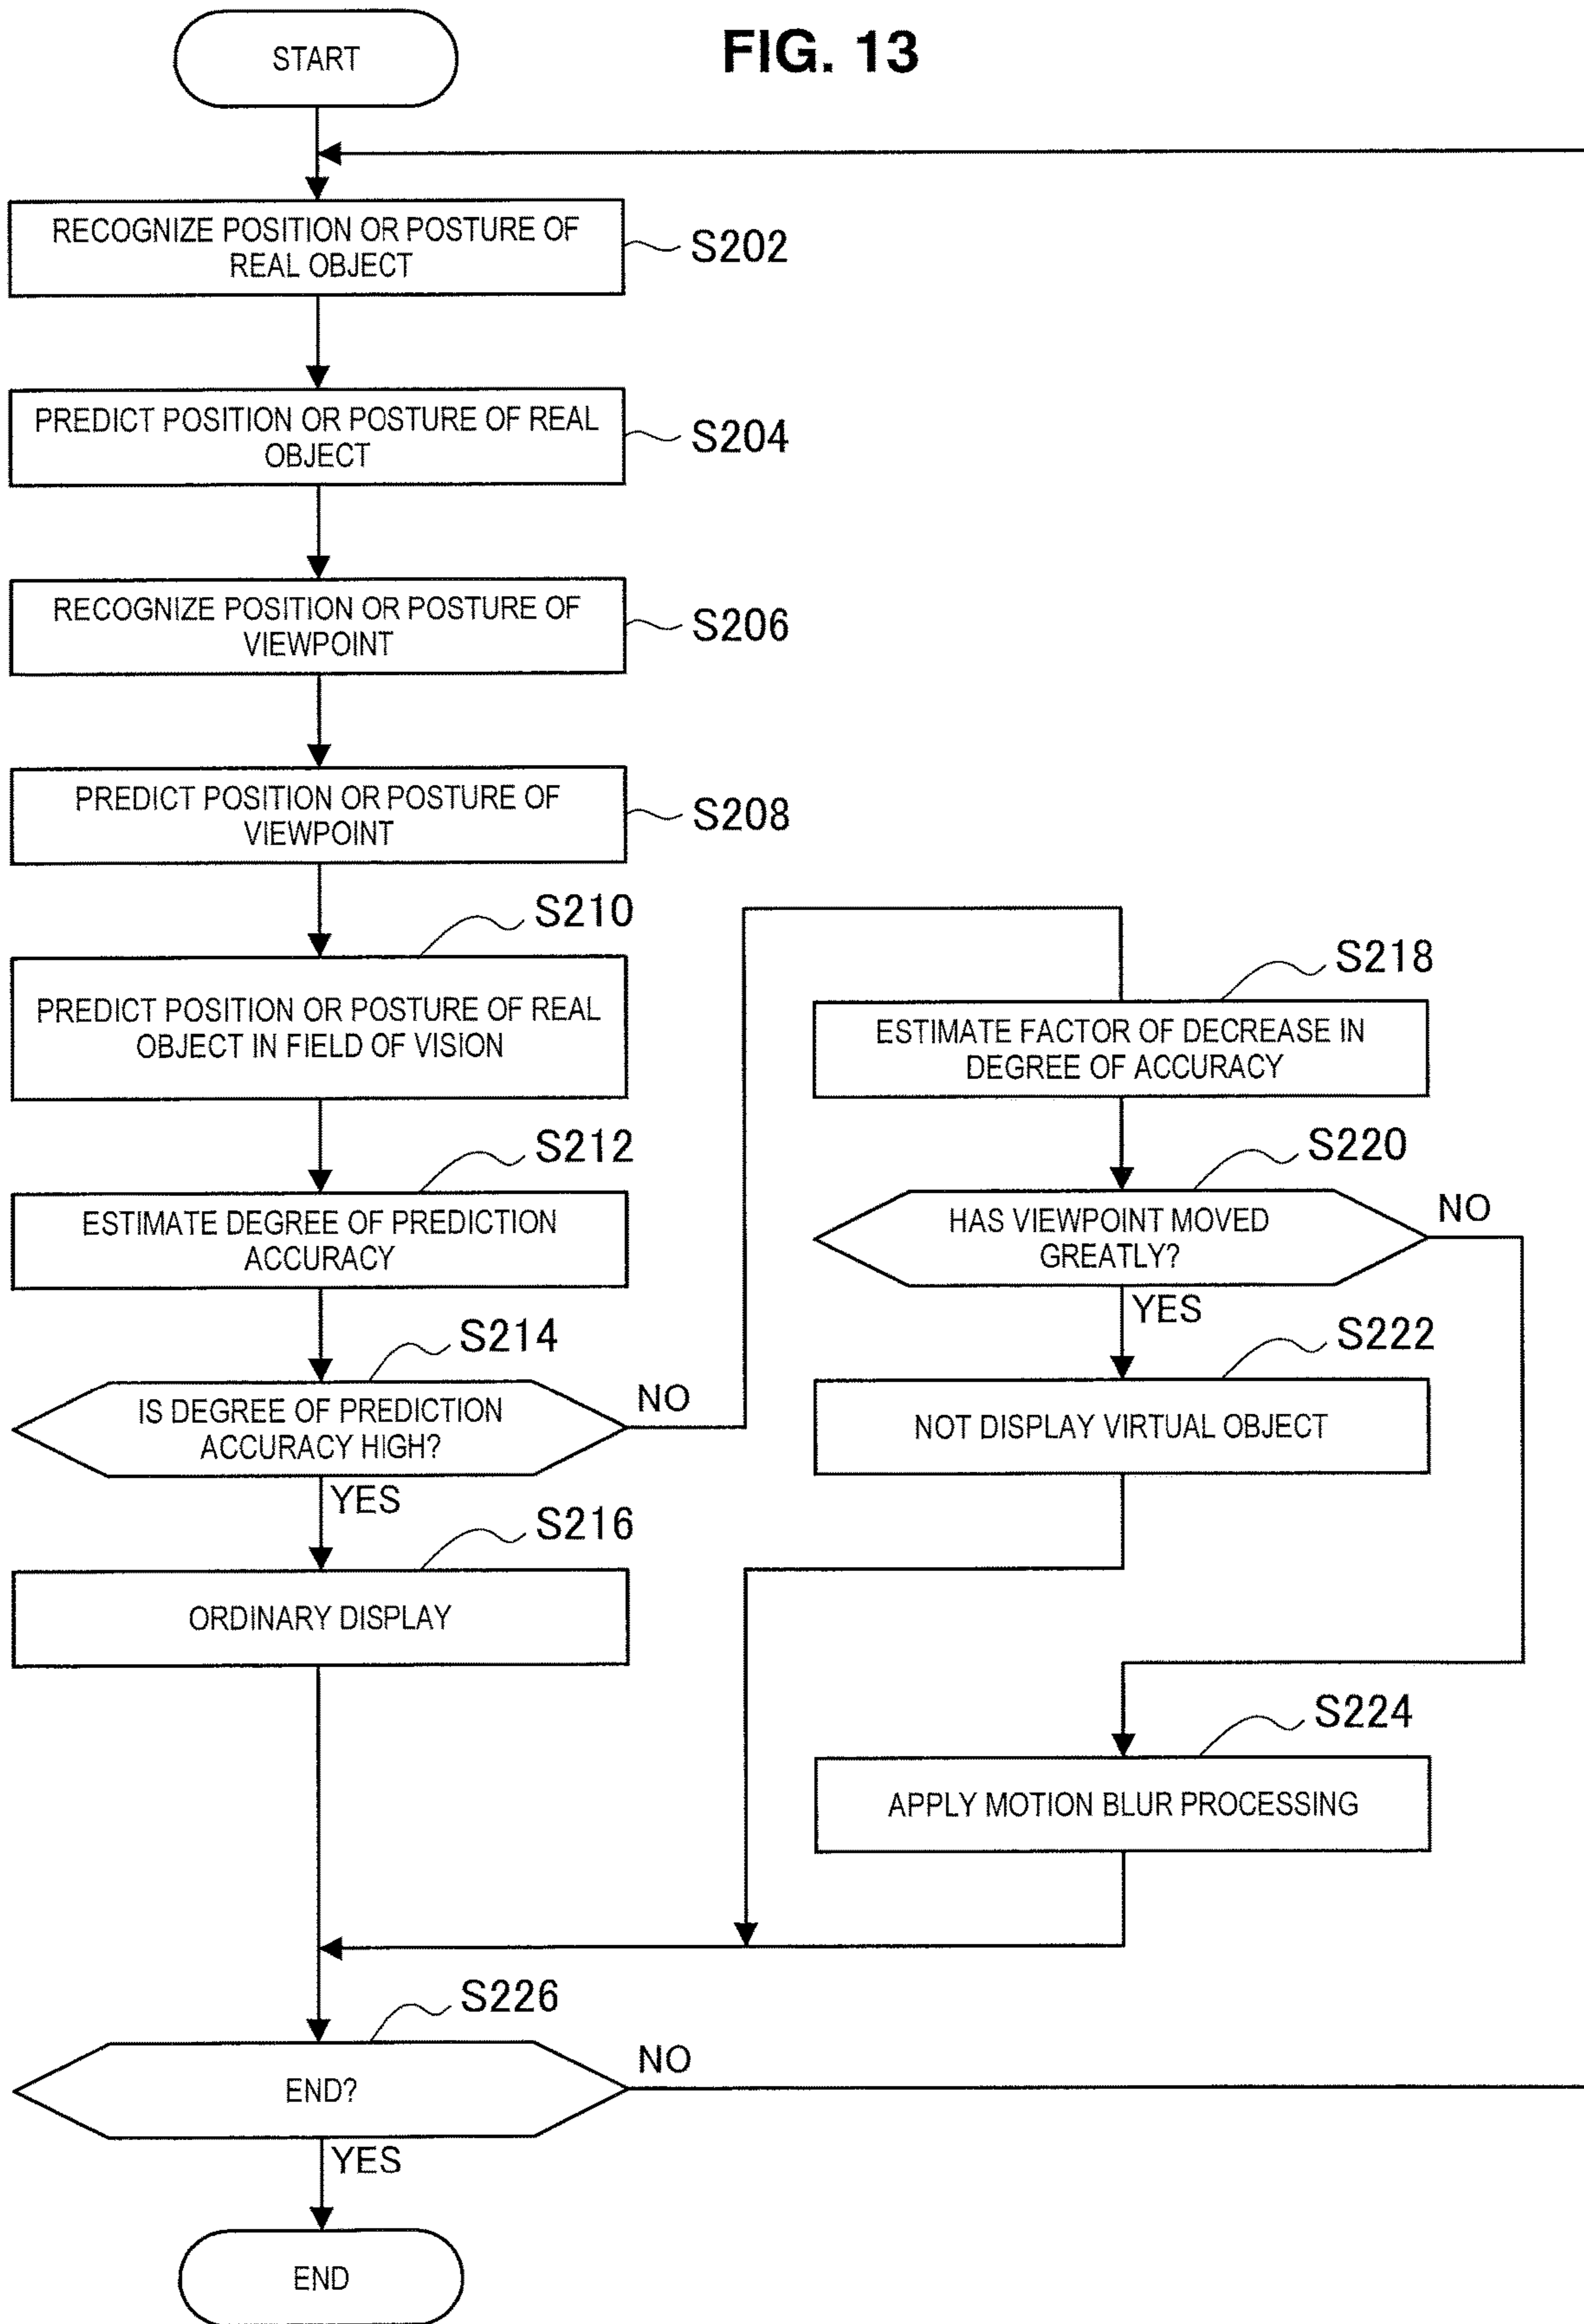 FIG. 13
START
RECOGNIZE POSITION OR POSTURE OF
REAL OBJECT
S202
PREDICT POSITION OR POSTURE OF REAL
OBJECT
S204
RECOGNIZE POSITION OR POSTURE OF
VIEWPOINT
S206
PREDICT POSITION OR POSTURE OF
VIEWPOINT
S208
S210
PREDICT POSITION OR POSTURE OF REAL
OBJECT IN FIELD OF VISION
S212
ESTIMATE DEGREE OF PREDICTION
ACCURACY
S214
IS DEGREE OF PREDICTION
ACCURACY HIGH?
NO
YES
S216
ORDINARY DISPLAY
S218
ESTIMATE FACTOR OF DECREASE IN
DEGREE OF ACCURACY
S220
HAS VIEWPOINT MOVED
GREATLY?
NO
YES
S222
NOT DISPLAY VIRTUAL OBJECT
S224
APPLY MOTION BLUR PROCESSING
S226
END?
NO
YES
END